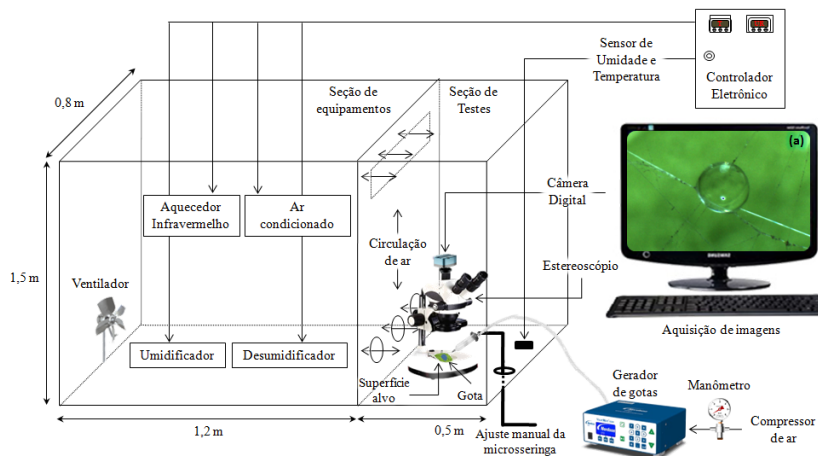 Sensor de
Umidade e
Temperatura
Controlador
Eletrônico
0,8 m
Seção de
equipamentos
Seção de
Testes
(a)
Câmera
Digital
Aquecedor
Infravermelho
Ar
condicionado
Circulação
de ar
1,5 m
Ventilador
Estereoscópio
Aquisição de imagens
Umidificador
Desumidificador
Superfície
alvo
Gota
Gerador
de gotas
Manômetro
Compressor
de ar
1,2 m
0,5 m
Ajuste manual da
microsseringa